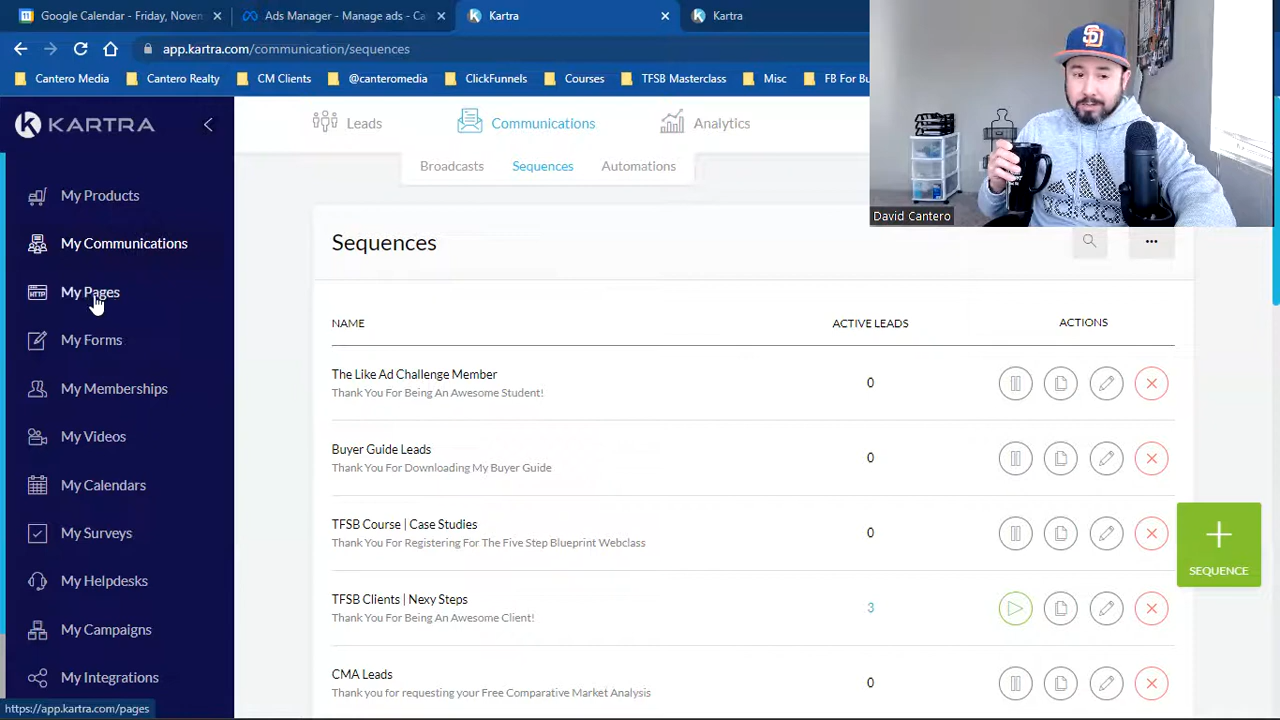 Google Calendar - Friday, Noven
Ads Manager - Manage ads - Ca
Kartra
Kartra
app.kartra.com/communication/sequences
Cantero Media
Cantero Realty
CM Clients
@canteromedia
ClickFunnels
Courses
TFSB Masterclass
Misc
FB For Bu
KARTRA
Leads
Communications
Analytics
Broadcasts
Sequences
Automations
David Cantero
My Products
My Communications
My Pages
My Forms
My Memberships
My Videos
My Calendars
My Surveys
My Helpdesks
My Campaigns
My Integrations
https://app.kartra.com/pages
Sequences
NAME
ACTIVE LEADS
ACTIONS
The Like Ad Challenge Member
Thank You For Being An Awesome Student!
0
Buyer Guide Leads
Thank You For Downloading My Buyer Guide
0
TFSB Course | Case Studies
Thank You For Registering For The Five Step Blueprint Webclass
0
TFSB Clients | Nexy Steps
Thank You For Being An Awesome Client!
3
CMA Leads
Thank you for requesting your Free Comparative Market Analysis
0
SEQUENCE